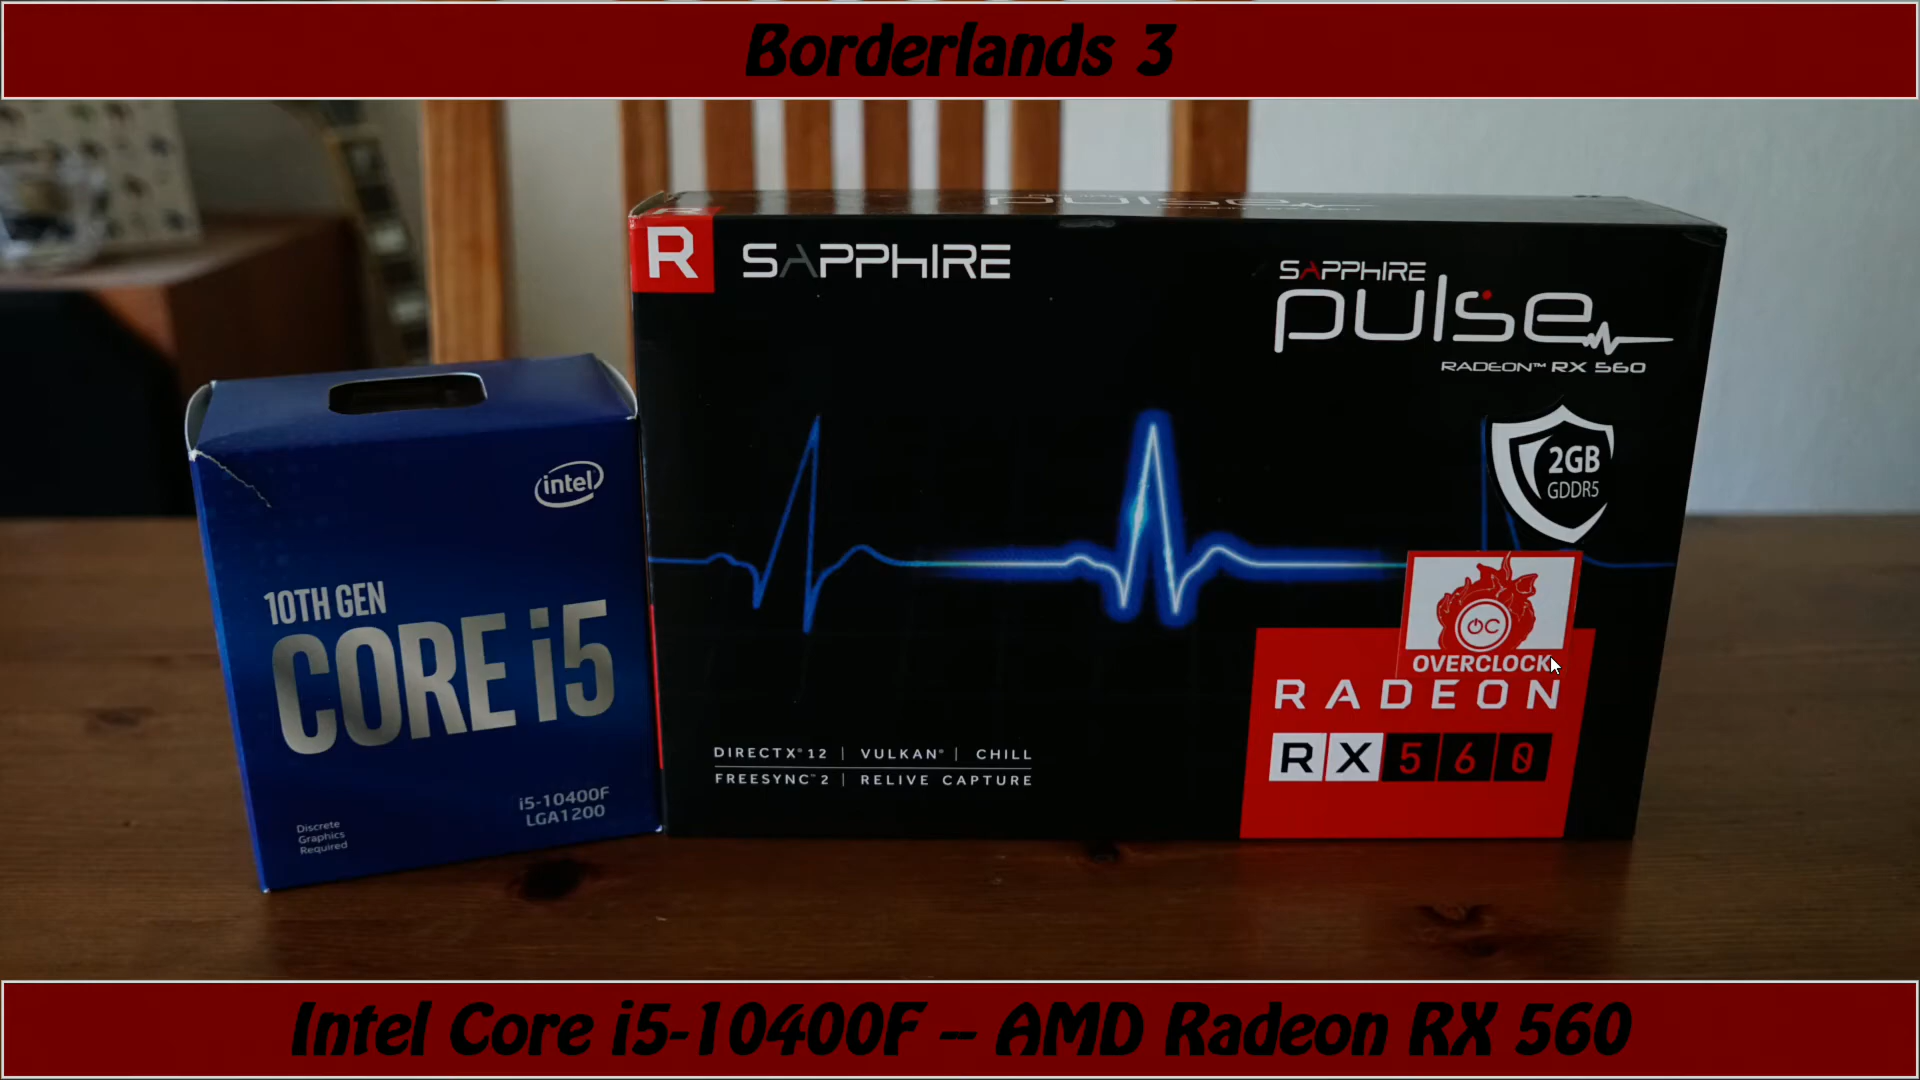 Borderlands 3
pulse
R
SAPPHIRE
SAPPHIRE
pulse
RADEON™ RX 560
2GB
GDDR5
intel
10TH GEN
CORE i5
i5-10400F
LGA1200
Discrete
Graphics
Required
DIRECTX® 12 | VULKAN® | CHILL
FREESYNC™ 2 | RELIVE CAPTURE
OC
OVERCLOCK
RADEON
RX 560
Intel Core i5-10400F -- AMD Radeon RX 560